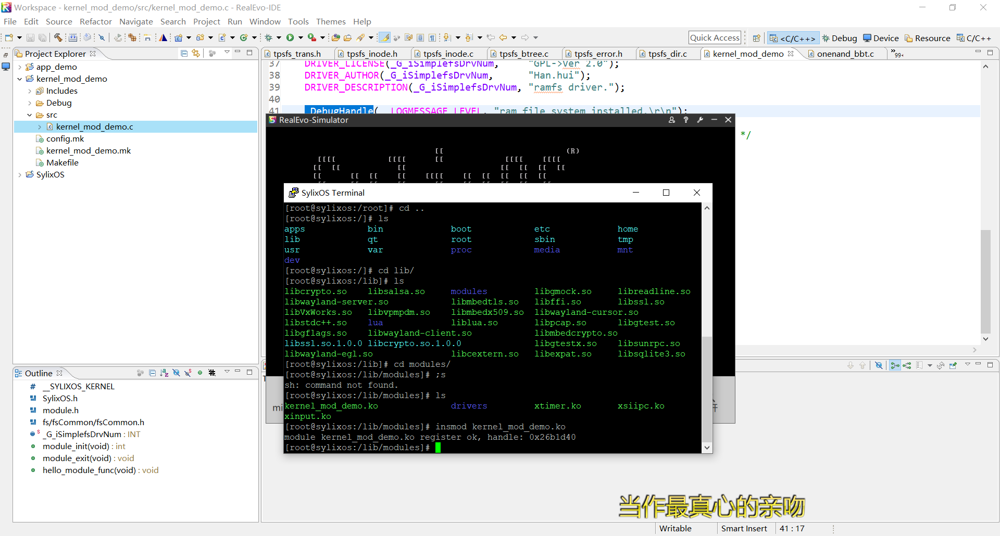 Workspace - kernel_mod_demo/src/kernel_mod_demo.c - RealEvo-IDE
File Edit Source Refactor Navigate Search Project Run Window Tools Themes Help
Quick Access <C/C++> Debug Device Resource C/C++
Project Explorer
app_demo
kernel_mod_demo
Includes
Debug
src
kernel_mod_demo.c
config.mk
kernel_mod_demo.mk
Makefile
SylixOS
tpsfs_trans.h tpsfs_inode.h tpsfs_inode.c tpsfs_btree.c tpsfs_error.h tpsfs_dir.c kernel_mod_demo onenand_bbt.c »99+
37 DRIVER_LICENSE(_G_iSimplefsDrvNum, "GPL->Ver 2.0");
38 DRIVER_AUTHOR(_G_iSimplefsDrvNum, "Han.hui");
39 DRIVER_DESCRIPTION(_G_iSimplefsDrvNum, "ramfs driver.");
40
41 _DebugHandle(__LOGMESSAGE_LEVEL, "ram file system installed.\r\n");
*/
RealEvo-Simulator
(R)
SylixOS Terminal
[root@sylixos:/root]# cd ..
[root@sylixos:/]# ls
apps bin boot etc home
lib qt root sbin tmp
usr var proc media mnt
dev
[root@sylixos:/]# cd lib/
[root@sylixos:/lib]# ls
libcrypto.so libsalsa.so modules libgmock.so libreadline.so
libwayland-server.so libmbedtls.so libffi.so libssl.so
libVxWorks.so libvpmpdm.so libmbedx509.so libwayland-cursor.so
libstdc++.so lua liblua.so libpcap.so libgtest.so
libgflags.so libwayland-client.so libmbedcrypto.so
libssl.so.1.0.0 libcrypto.so.1.0.0 libgtestx.so libsunrpc.so
libwayland-egl.so libcextern.so libexpat.so libsqlite3.so
[root@sylixos:/lib]# cd modules/
[root@sylixos:/lib/modules]# ;s
sh: command not found.
[root@sylixos:/lib/modules]# ls
kernel_mod_demo.ko drivers xtimer.ko xsiipc.ko
xinput.ko
[root@sylixos:/lib/modules]# insmod kernel_mod_demo.ko
module kernel_mod_demo.ko register ok, handle: 0x26b1d40
[root@sylixos:/lib/modules]#
Outline
__SYLIXOS_KERNEL
SylixOS.h
module.h
fs/fsCommon/fsCommon.h
_G_iSimplefsDrvNum : INT
module_init(void) : int
module_exit(void) : void
hello_module_func(void) : void
当作最真心的亲吻
Writable Smart Insert 41 : 17